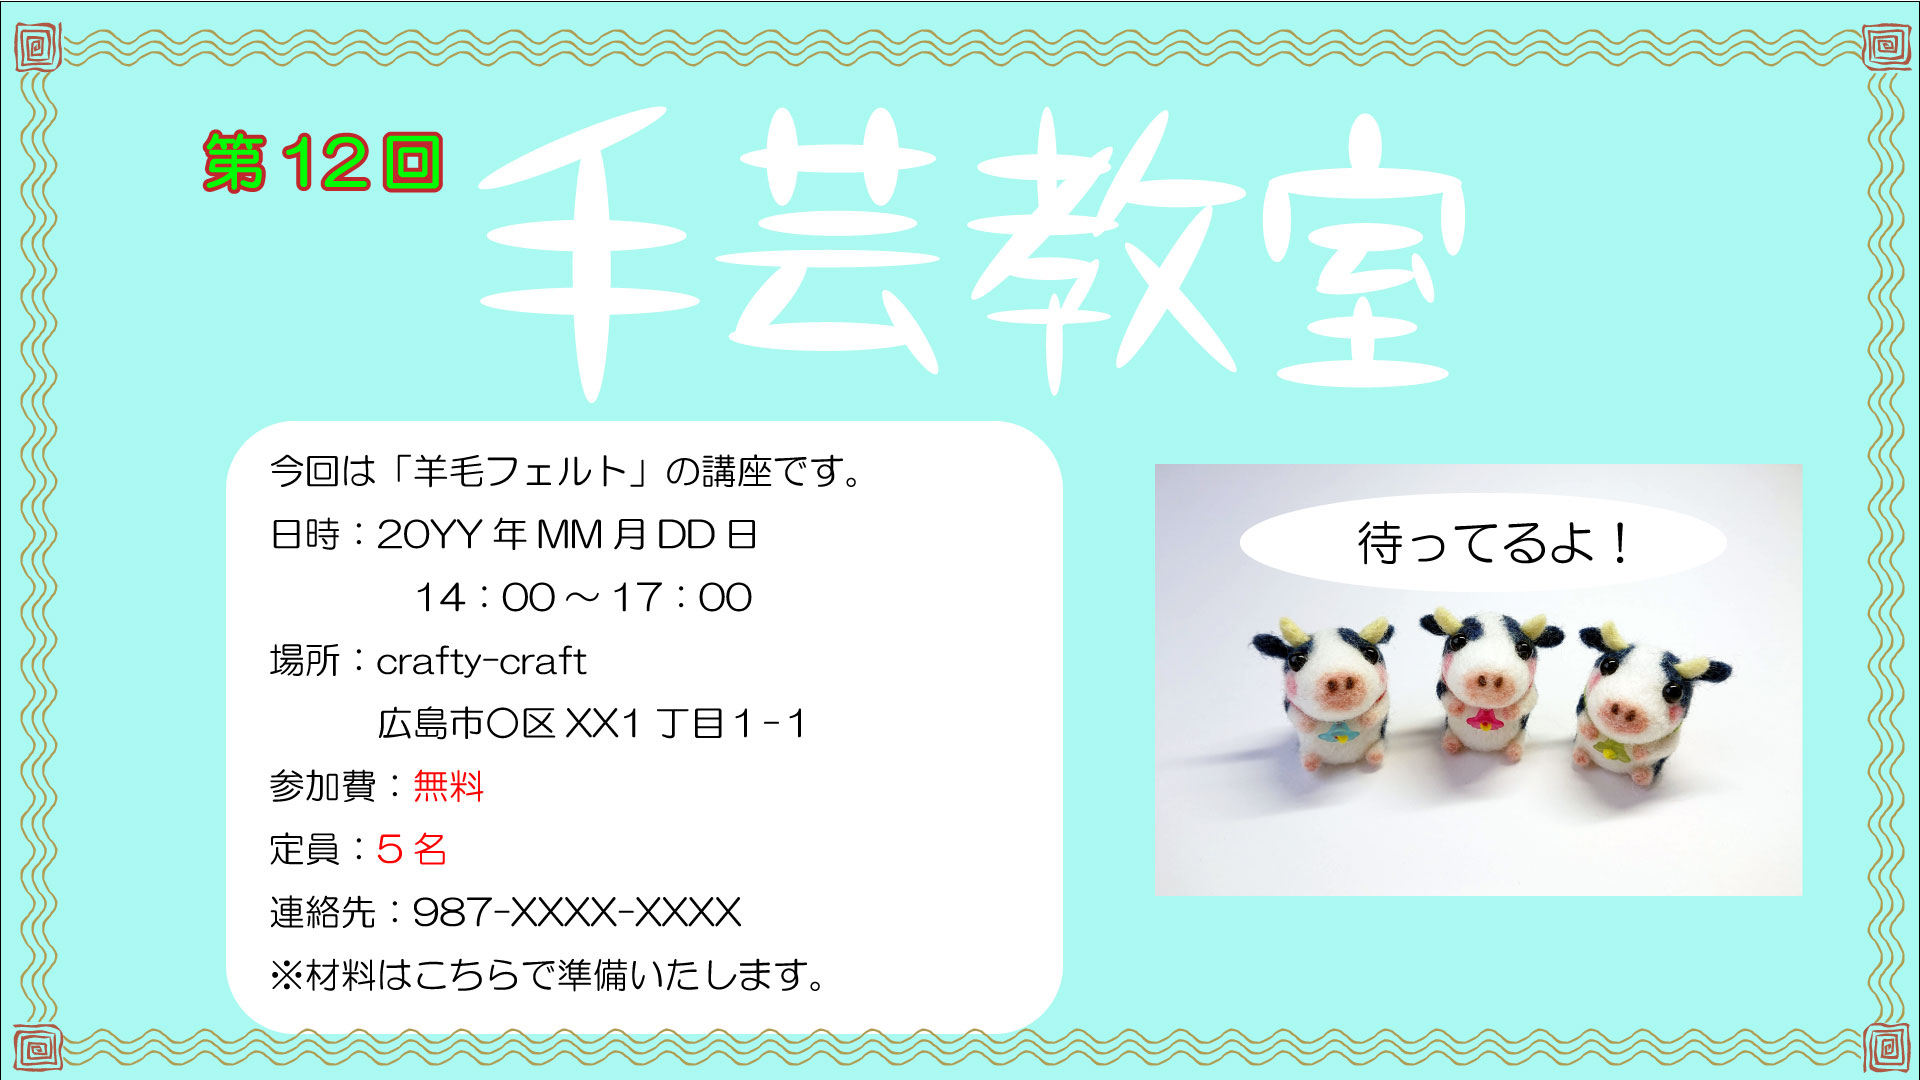 第12回
手芸教室
今回は「羊毛フェルト」の講座です。
日時：20YY年MM月DD日
14：00～17：00
場所：crafty-craft
広島市〇区XX1丁目1-1
参加費：無料
定員：5名
連絡先：987-XXXX-XXXX
※材料はこちらで準備いたします。
待ってるよ！